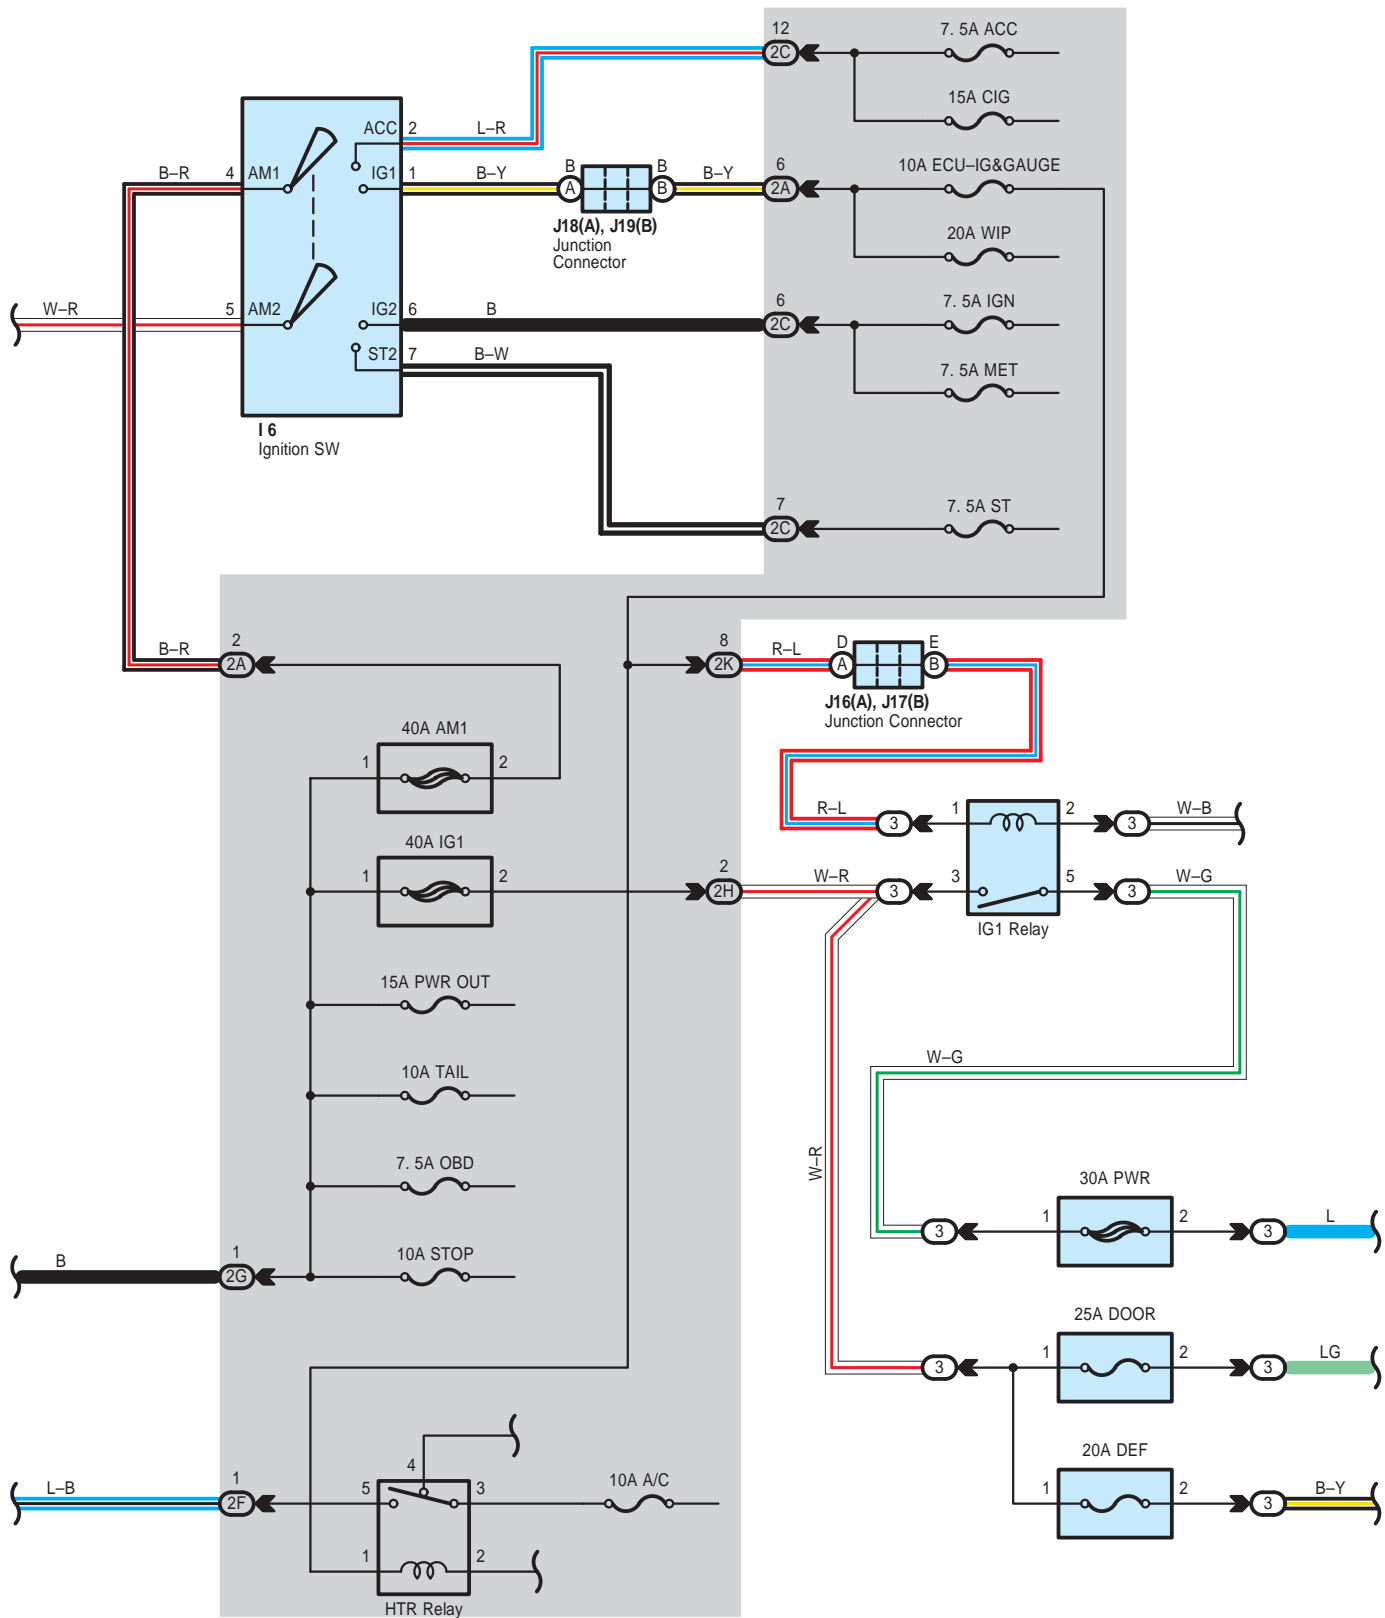 12
2C
7. 5A ACC
15A CIG
ACC 2
L–R
B–R
4 AM1
IG1 1
B–Y
B
A
B
B
B–Y
6
2A
10A ECU–IG&GAUGE
J18(A), J19(B)
Junction
Connector
20A WIP
W–R
5 AM2
IG2 6
B
6
2C
7. 5A IGN
ST2 7
B–W
7. 5A MET
I 6
Ignition SW
7
2C
7. 5A ST
B–R
2
2A
8
2K
R–L
D
A
E
B
J16(A), J17(B)
Junction Connector
40A AM1
1
2
R–L
3
1
2
3
W–B
40A IG1
1
2
2
2H
W–R
3
3
5
3
W–G
IG1 Relay
15A PWR OUT
W–G
10A TAIL
W–R
7. 5A OBD
30A PWR
3
1
2
3
L
B
1
2G
10A STOP
25A DOOR
3
1
2
3
LG
20A DEF
1
2
3
B–Y
L–B
1
2F
4
5
3
10A A/C
1
2
HTR Relay